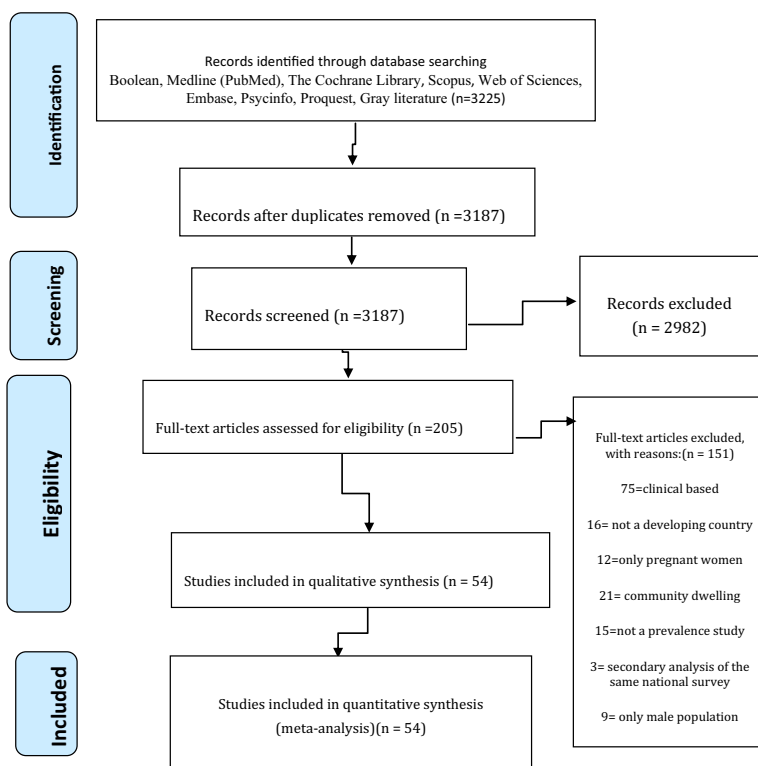 Identification
Records identified through database searching
Boolean, Medline (PubMed), The Cochrane Library, Scopus, Web of Sciences,
Embase, Psycinfo, Proquest, Gray literature (n=3225)
Records after duplicates removed (n =3187)
Screening
Records screened (n =3187)
Records excluded
(n = 2982)
Eligibility
Full-text articles assessed for eligibility (n =205)
Full-text articles excluded,
with reasons:(n = 151)
75=clinical based
16= not a developing country
12=only pregnant women
21= community dwelling
15=not a prevalence study
3= secondary analysis of the
same national survey
9= only male population
Studies included in qualitative synthesis (n = 54)
Included
Studies included in quantitative synthesis
(meta-analysis)(n = 54)